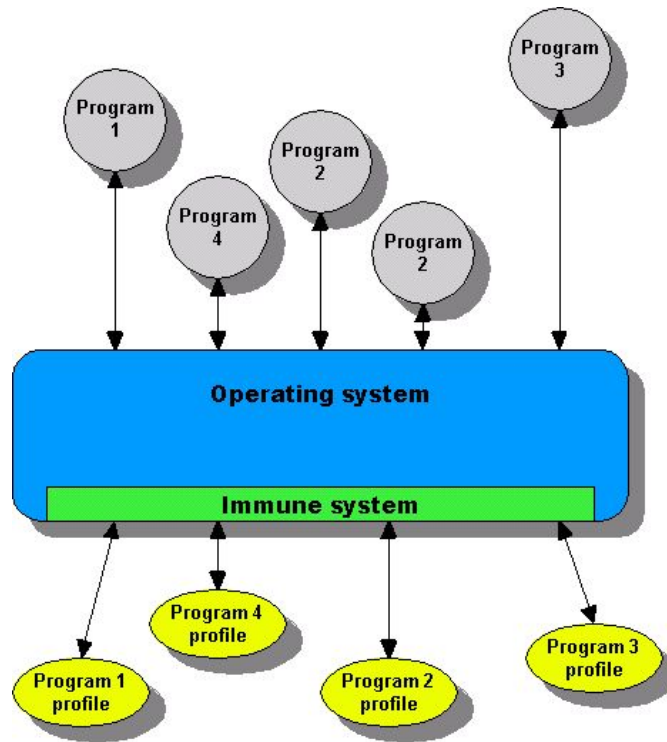 Program
3
Program
1
Program
2
Program
4
Program
2
Operating system
Immune system
Program 4
profile
Program 3
profile
Program 1
profile
Program 2
profile